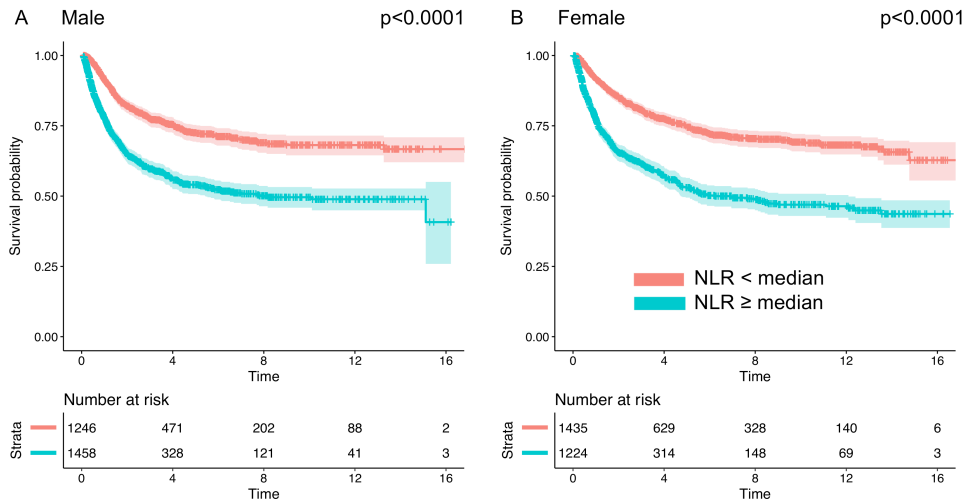 A Male p<0.0001
Survival probability
1.00
0.75
0.50
0.25
0.00
0 4 8 12 16
Time
Number at risk
Strata
1246 471 202 88 2
1458 328 121 41 3
0 4 8 12 16
Time
B Female p<0.0001
Survival probability
1.00
0.75
0.50
0.25
0.00
NLR < median
NLR ≥ median
0 4 8 12 16
Time
Number at risk
Strata
1435 629 328 140 6
1224 314 148 69 3
0 4 8 12 16
Time